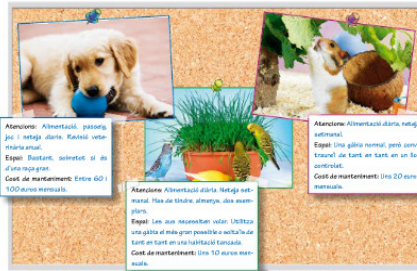 Atencions: Alimentació, passeig,
joc i neteja diaris. Revisió vete-
rinària anual.
Espai: Bastant, sobretot si és
d'una raça gran.
Cost de manteniment: Entre 60 i
100 euros mensuals.
Atencions: Alimentació diària. Neteja set-
manal. Has de tindre, almenys, dos exem-
plars.
Espai: Les aus necessiten volar. Utilitza
una gàbia el més gran possible o solta'ls de
tant en tant en una habitació tancada.
Cost de manteniment: Uns 10 euros men-
suals.
Atencions: Alimentació diària, neteja
setmanal.
Espai: Una gàbia normal, però conv
traure'l de tant en tant en un lloc
controlat.
Cost de manteniment: Uns 20 euros
mensuals.